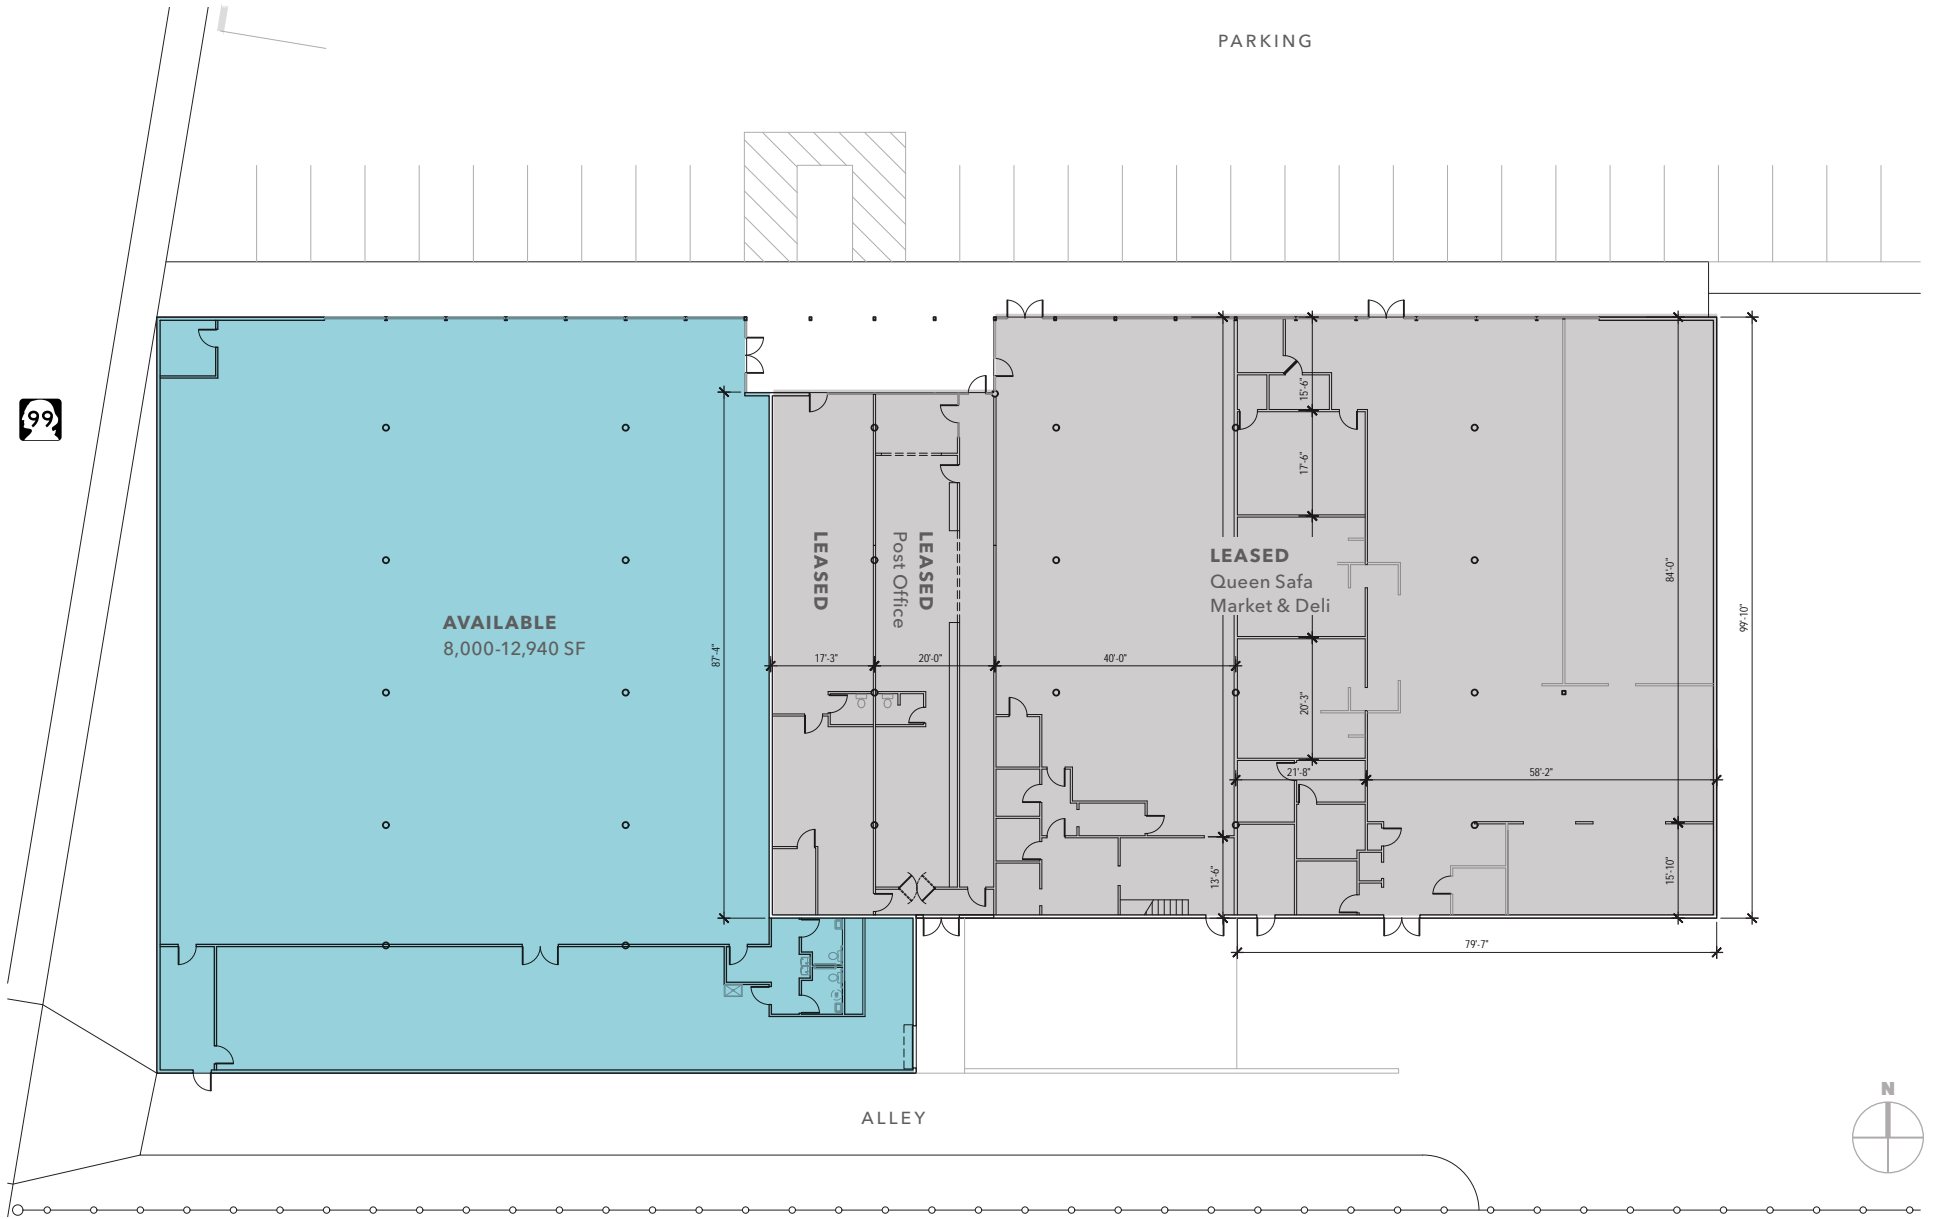 PARKING
99
AVAILABLE
8,000-12,940 SF
87'-4"
LEASED
LEASED
Post Office
17'-3"
20'-0"
40'-0"
LEASED
Queen Safa
Market & Deli
15'-6"
17'-6"
20'-3"
21'-8"
58'-2"
13'-6"
84'-0"
15'-10"
99'-10"
79'-7"
ALLEY
N